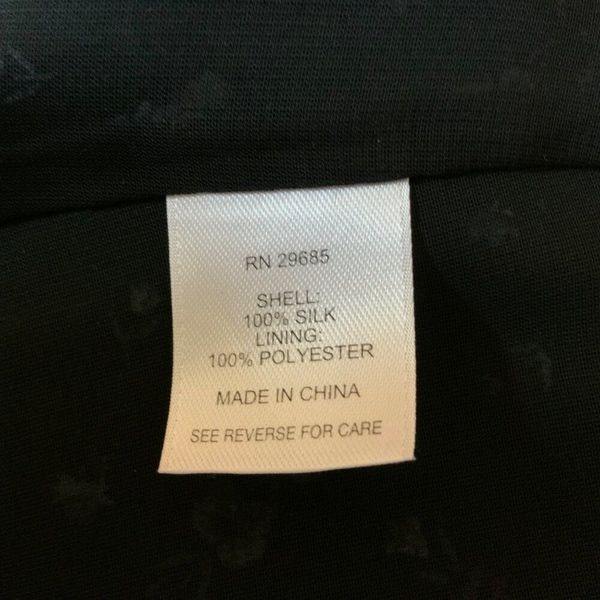 RN 29685
SHELL:
100% SILK
LINING:
100% POLYESTER
MADE IN CHINA
SEE REVERSE FOR CARE